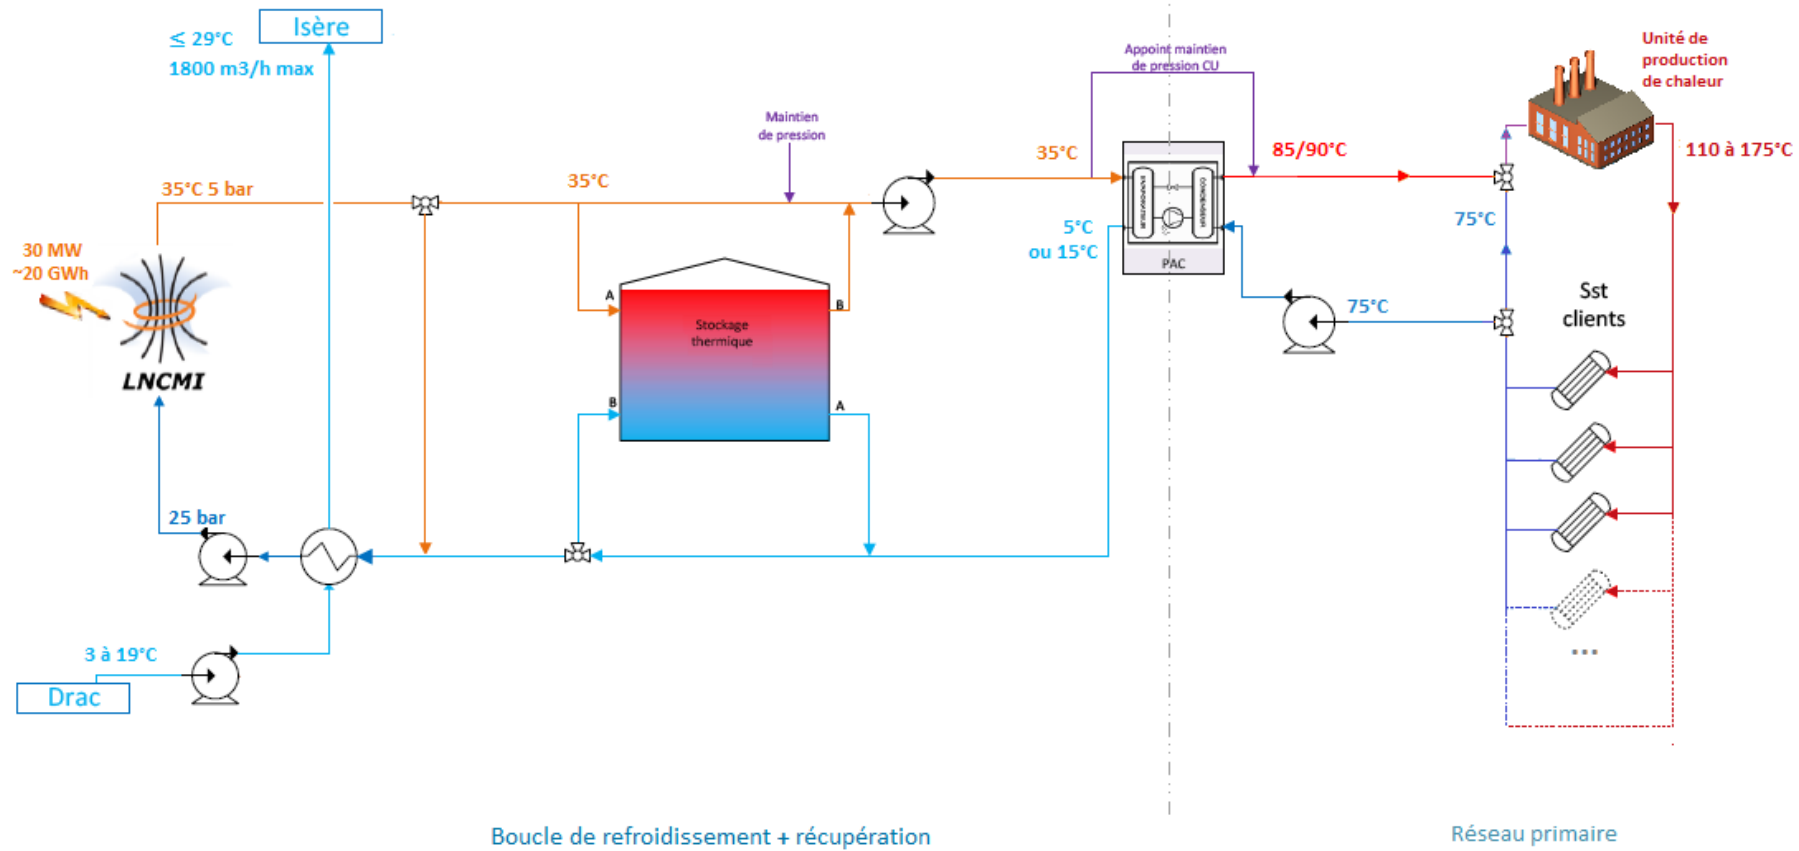 Isère
≤ 29°C
1800 m3/h max
Appoint maintien
de pression CU
Unité de
production
de chaleur
Maintien
de pression
35°C
85/90°C
110 à 175°C
35°C 5 bar
35°C
75°C
5°C
ou 15°C
EVAPORATEUR
CONDENSEUR
PAC
30 MW
~20 GWh
A
B
Stockage
thermique
75°C
Sst
clients
LNCMI
B
A
25 bar
3 à 19°C
Drac
...
Boucle de refroidissement + récupération
Réseau primaire